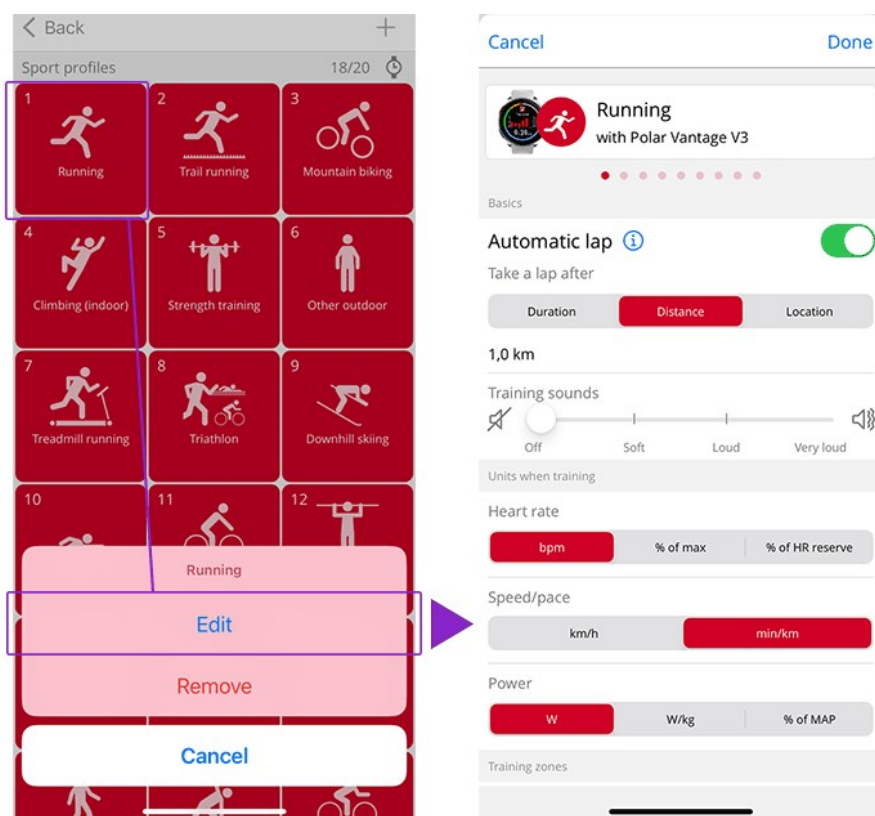 Back
Sport profiles 18/20
1 2 3
Running Trail running Mountain biking
4 5 6
Climbing (indoor) Strength training Other outdoor
7 8 9
Treadmill running Triathlon Downhill skiing
10 11 12
Running
Edit
Remove
Cancel
Cancel Done
Running
with Polar Vantage V3
Basics
Automatic lap
Take a lap after
Duration Distance Location
1,0 km
Training sounds
Off Soft Loud Very loud
Units when training
Heart rate
bpm % of max % of HR reserve
Speed/pace
km/h min/km
Power
W W/kg % of MAP
Training zones